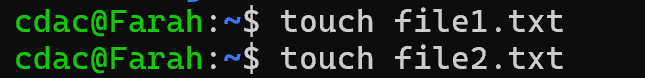 cdac@Farah:~$ touch file1.txt
cdac@Farah:~$ touch file2.txt